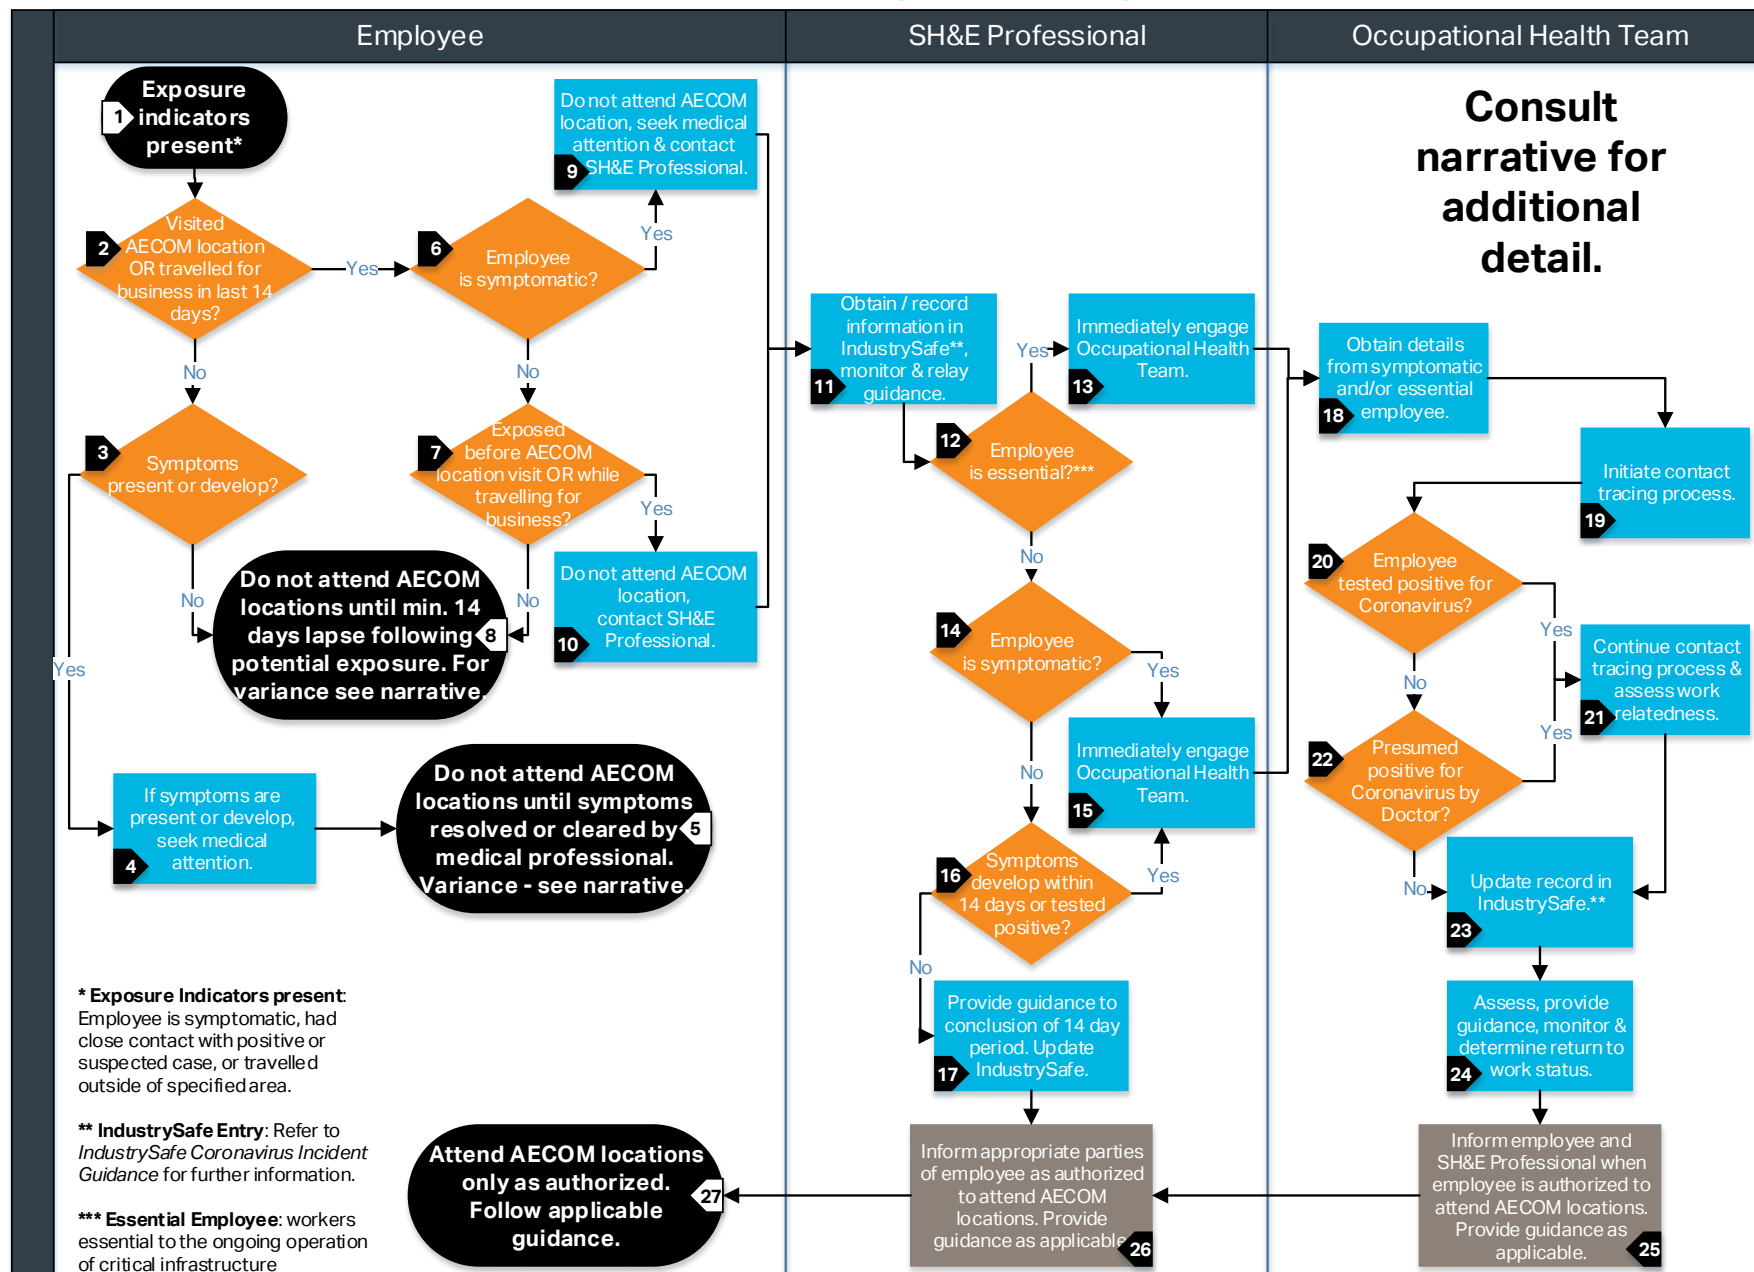 Employee
SH&E Professional
Occupational Health Team
1
Exposure
indicators
present*
2
Visited
AECOM location
OR travelled for
business in last 14
days?
Yes
No
3
Symptoms
present or develop?
No
Yes
4
If symptoms are
present or develop,
seek medical
attention.
5
Do not attend AECOM
locations until symptoms
resolved or cleared by
medical professional.
Variance - see narrative.
6
Employee
is symptomatic?
Yes
No
7
Exposed
before AECOM
location visit OR while
travelling for
business?
Yes
No
8
Do not attend AECOM
locations until min. 14
days lapse following
potential exposure. For
variance see narrative.
9
Do not attend AECOM
location, seek medical
attention & contact
SH&E Professional.
10
Do not attend AECOM
location,
contact SH&E
Professional.
* Exposure Indicators present:
Employee is symptomatic, had
close contact with positive or
suspected case, or travelled
outside of specified area.
** IndustrySafe Entry: Refer to
IndustrySafe Coronavirus Incident
Guidance for further information.
*** Essential Employee: workers
essential to the ongoing operation
of critical infrastructure
11
Obtain / record
information in
IndustrySafe**,
monitor & relay
guidance.
12
Employee
is essential?***
Yes
No
13
Immediately engage
Occupational Health
Team.
14
Employee
is symptomatic?
Yes
No
15
Immediately engage
Occupational Health
Team.
16
Symptoms
develop within
14 days or tested
positive?
Yes
No
17
Provide guidance to
conclusion of 14 day
period. Update
IndustrySafe.
Consult
narrative for
additional
detail.
18
Obtain details
from symptomatic
and/or essential
employee.
19
Initiate contact
tracing process.
20
Employee
tested positive for
Coronavirus?
Yes
No
21
Continue contact
tracing process &
assess work
relatedness.
22
Presumed
positive for
Coronavirus by
Doctor?
Yes
No
23
Update record in
IndustrySafe.**
24
Assess, provide
guidance, monitor &
determine return to
work status.
25
Inform employee and
SH&E Professional when
employee is authorized to
attend AECOM locations.
Provide guidance as
applicable.
26
Inform appropriate parties
of employee as authorized
to attend AECOM
locations. Provide
guidance as applicable
27
Attend AECOM locations
only as authorized.
Follow applicable
guidance.